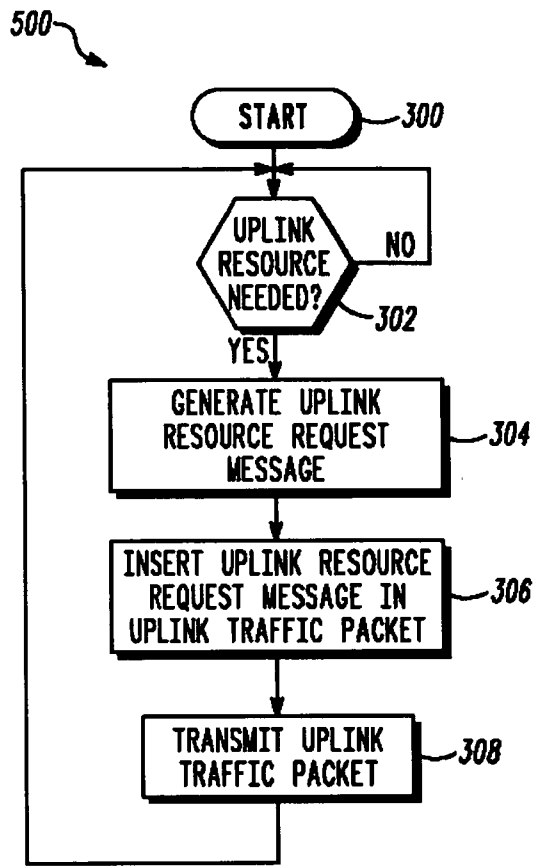 500
START
300
UPLINK
RESOURCE
NEEDED?
NO
302
YES
GENERATE UPLINK
RESOURCE REQUEST
MESSAGE
304
INSERT UPLINK RESOURCE
REQUEST MESSAGE IN
UPLINK TRAFFIC PACKET
306
TRANSMIT UPLINK
TRAFFIC PACKET
308